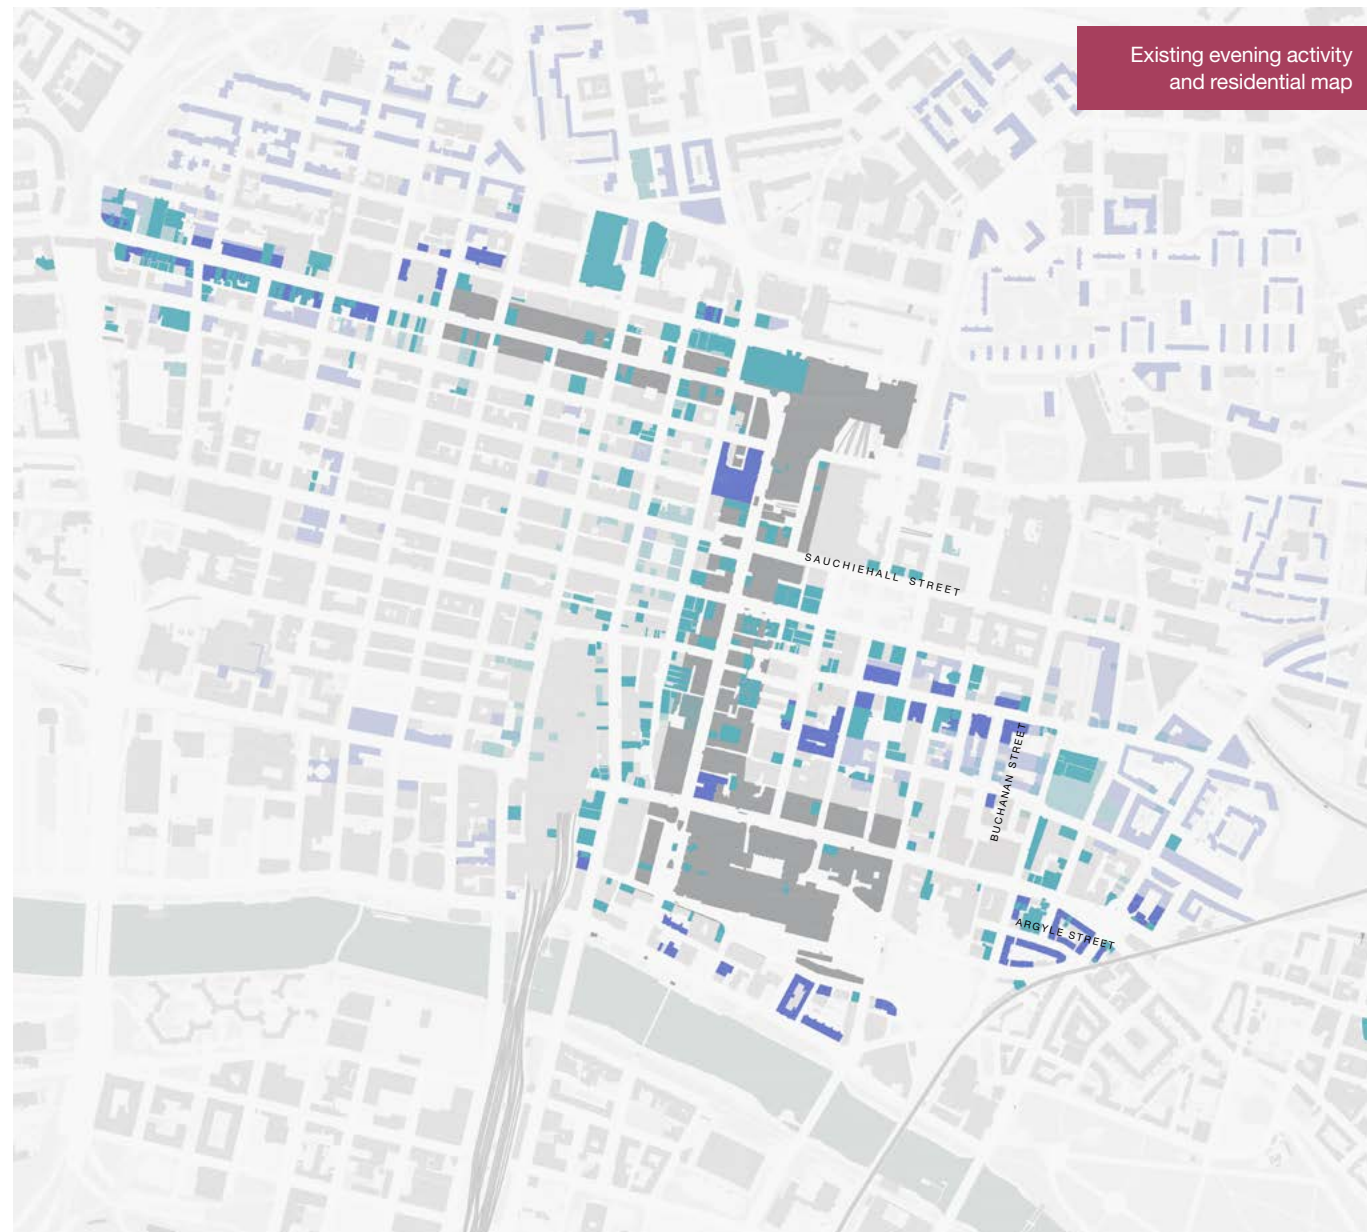 Existing evening activity
and residential map
SAUCHIEHALL STREET
BUCHANAN STREET
ARGYLE STREET